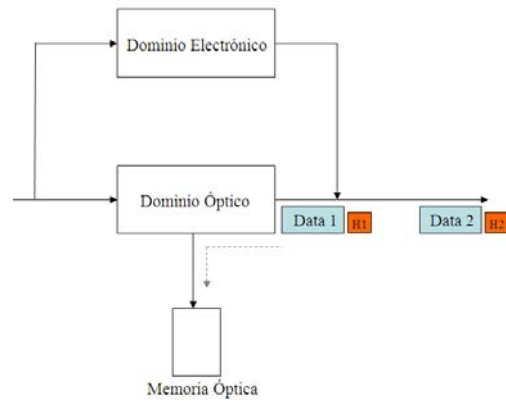 Dominio Electrónico
Dominio Óptico
Data 1
H1
Data 2
H2
Memoria Óptica